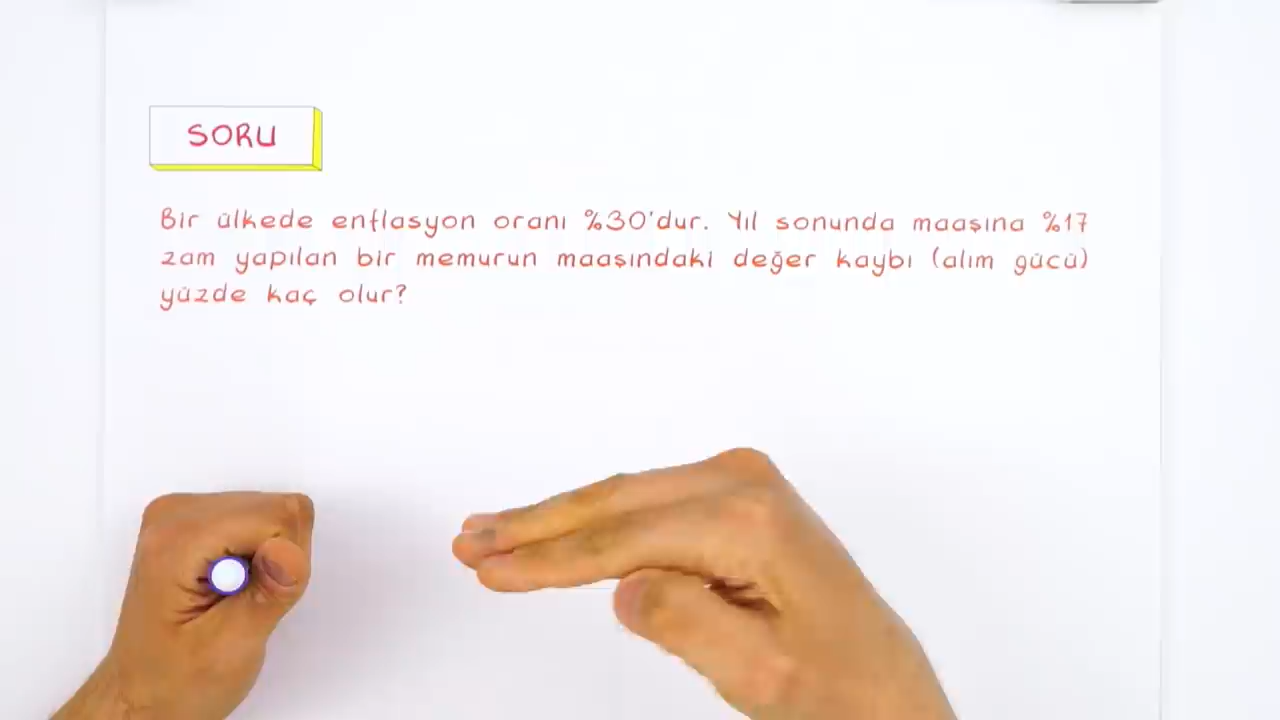 SORU
Bir ülkede enflasyon oranı %30'dur. Yıl sonunda maaşına %17
zam yapılan bir memurun maaşındaki değer kaybı (alım gücü)
yüzde kaç olur?